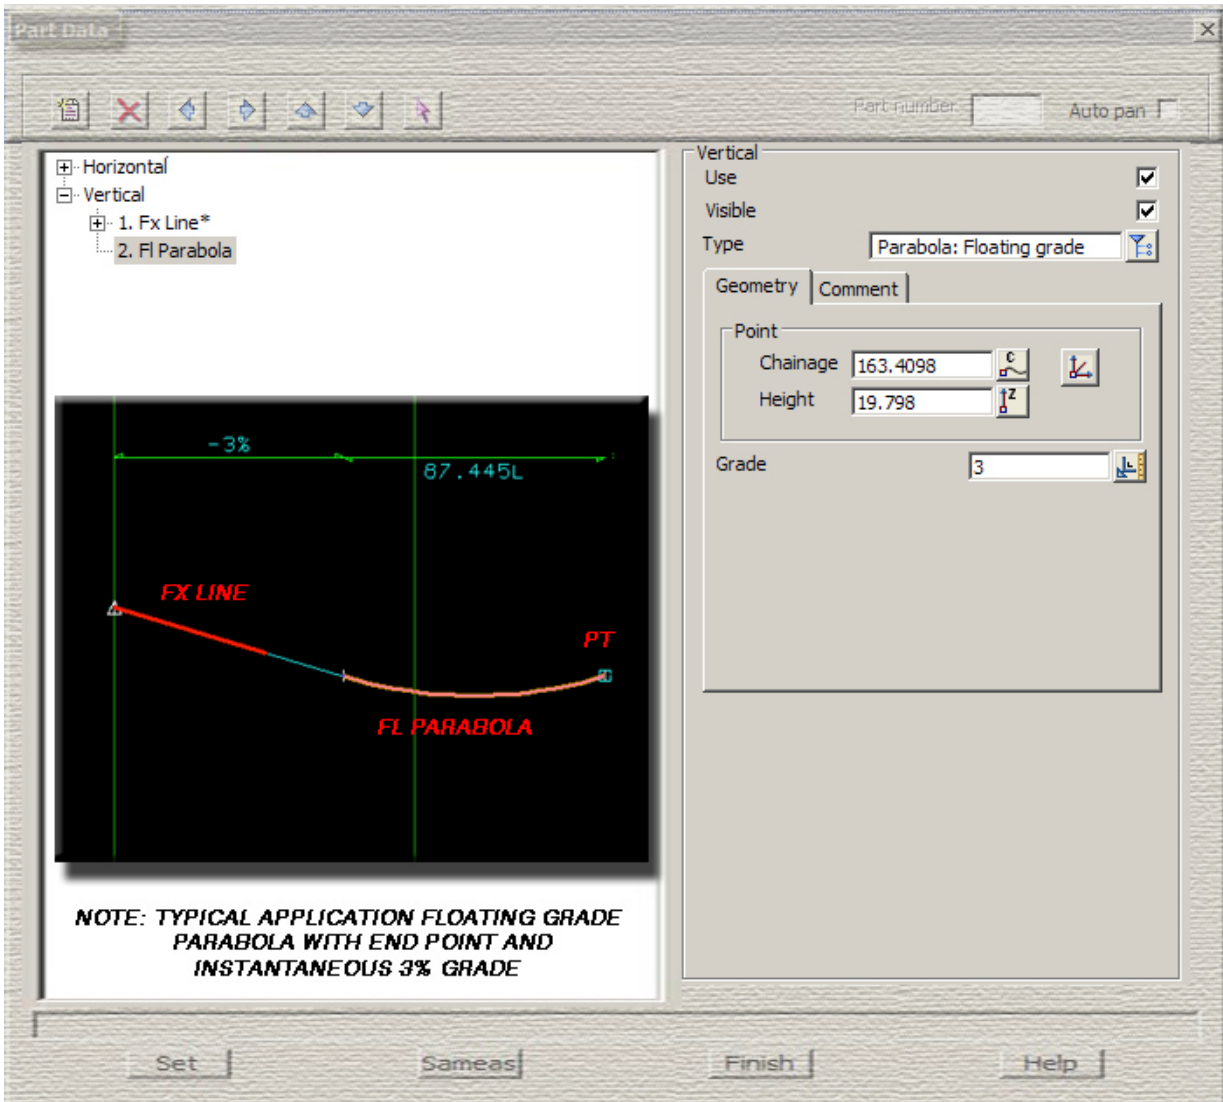 Part Data
Part number
Auto pan
Horizontal
Vertical
1. Fx Line*
2. Fl Parabola
-3%
87.445L
FX LINE
PT
FL PARABOLA
NOTE: TYPICAL APPLICATION FLOATING GRADE
PARABOLA WITH END POINT AND
INSTANTANEOUS 3% GRADE
Vertical
Use
Visible
Type
Parabola: Floating grade
Geometry
Comment
Point
Chainage
163.4098
C
Height
19.798
Z
Grade
3
Set
Sameas
Finish
Help